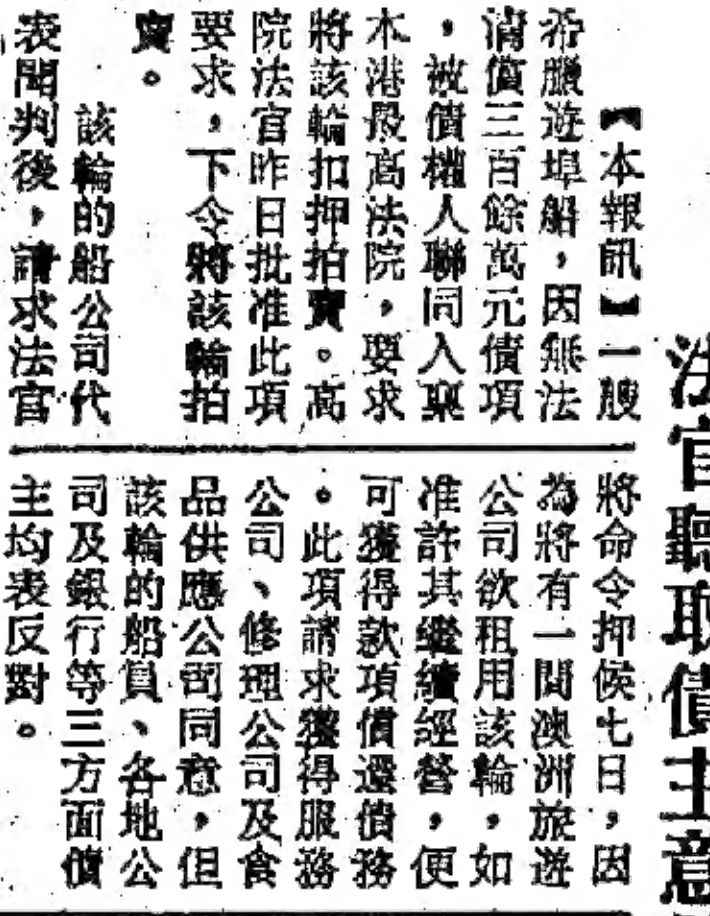 法官聽取債主意
【本報訊】一艘
希臘遊埠船，因無法
清償三百餘萬元債項
，被債權人聯同入稟
本港最高法院，要求
將該輪扣押拍賣。高
院法官昨日批准此項
要求，下令將該輪拍
賣。
該輪的船公司代
表聞判後，請求法官
將命令押候七日，因
為將有一間澳洲旅遊
公司欲租用該輪，如
准許其繼續經營，便
可獲得款項償還債務
。此項請求獲得服務
公司、修理公司及食
品供應公司同意，但
該輪的船員、各地公
司及銀行等三方面債
主均表反對。